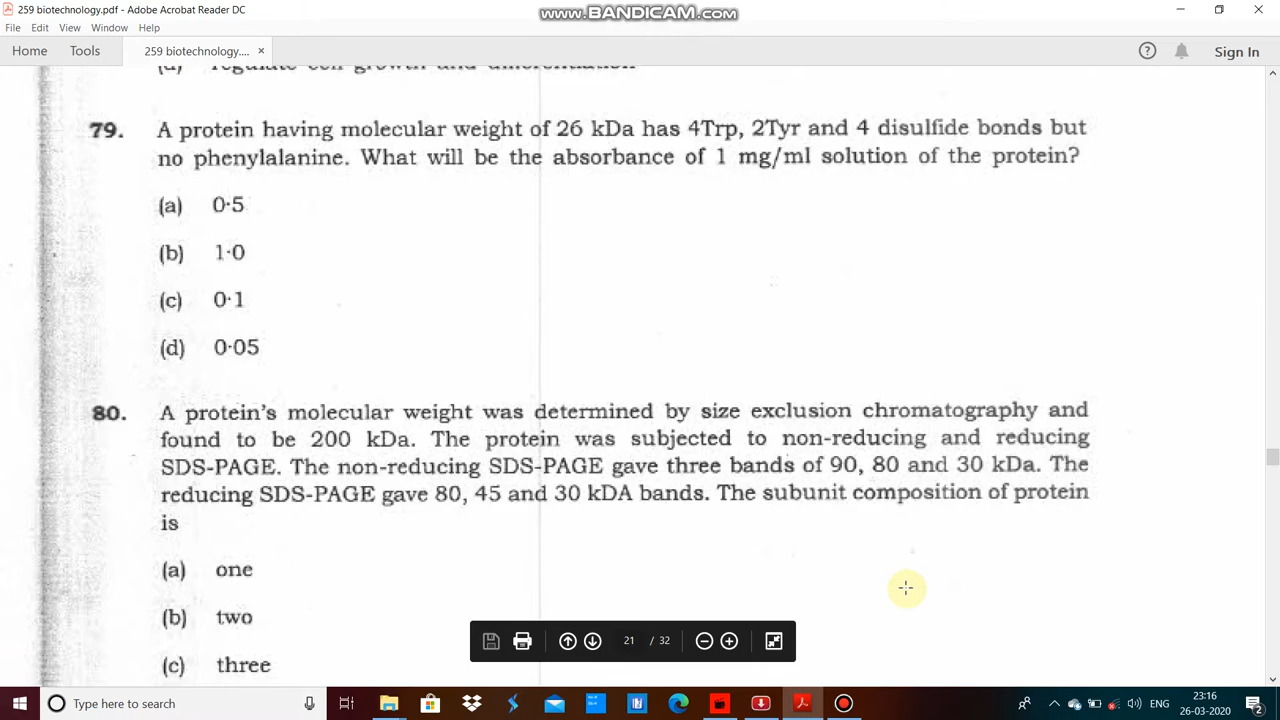 259 biotechnology.pdf - Adobe Acrobat Reader DC
www.BANDICAM.com
File Edit View Window Help
Home Tools 259 biotechnology.... × Sign In
(d) regulate cell growth and differentiation
79. A protein having molecular weight of 26 kDa has 4Trp, 2Tyr and 4 disulfide bonds but
no phenylalanine. What will be the absorbance of 1 mg/ml solution of the protein?
(a) 0·5
(b) 1·0
(c) 0·1
(d) 0·05
80. A protein's molecular weight was determined by size exclusion chromatography and
found to be 200 kDa. The protein was subjected to non-reducing and reducing
SDS-PAGE. The non-reducing SDS-PAGE gave three bands of 90, 80 and 30 kDa. The
reducing SDS-PAGE gave 80, 45 and 30 kDA bands. The subunit composition of protein
is
(a) one
(b) two
(c) three
21 / 32
Type here to search
ENG
23:16
26-03-2020
2